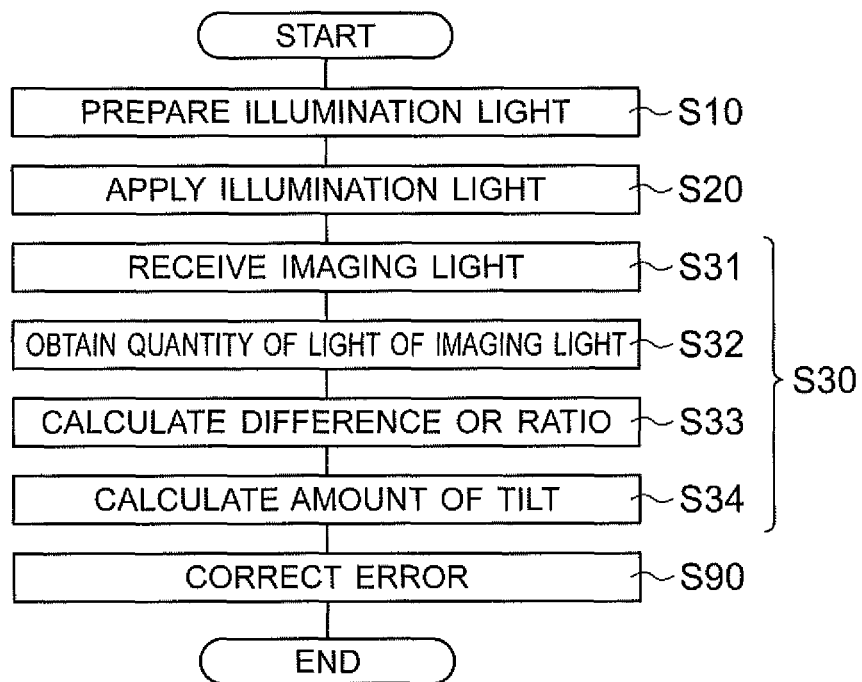 START
PREPARE ILLUMINATION LIGHT S10
APPLY ILLUMINATION LIGHT S20
RECEIVE IMAGING LIGHT S31
OBTAIN QUANTITY OF LIGHT OF IMAGING LIGHT S32
S30
CALCULATE DIFFERENCE OR RATIO S33
CALCULATE AMOUNT OF TILT S34
CORRECT ERROR S90
END